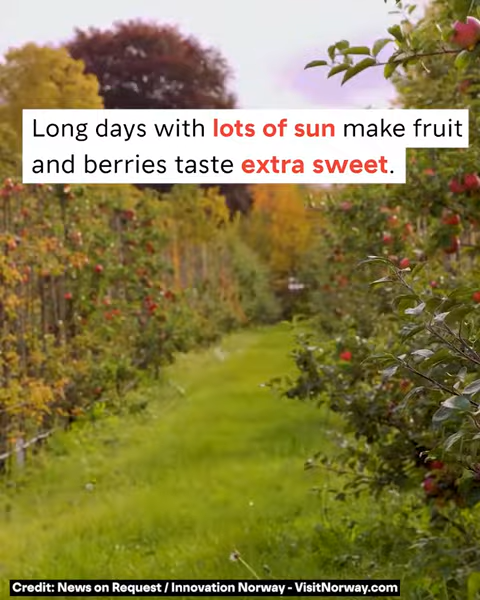 Long days with lots of sun make fruit
and berries taste extra sweet.
Credit: News on Request / Innovation Norway - VisitNorway.com